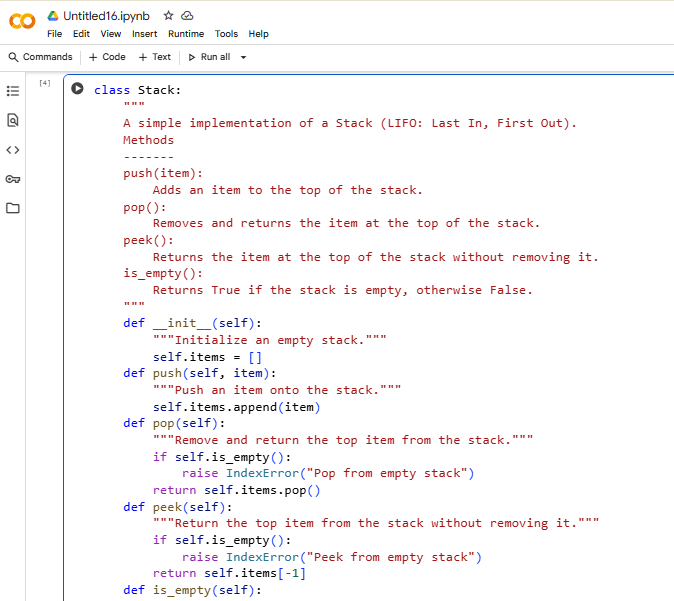 Untitled16.ipynb
File Edit View Insert Runtime Tools Help
Commands + Code + Text Run all
[4]
class Stack:
"""
A simple implementation of a Stack (LIFO: Last In, First Out).
Methods
-------
push(item):
Adds an item to the top of the stack.
pop():
Removes and returns the item at the top of the stack.
peek():
Returns the item at the top of the stack without removing it.
is_empty():
Returns True if the stack is empty, otherwise False.
"""
def __init__(self):
"""Initialize an empty stack."""
self.items = []
def push(self, item):
"""Push an item onto the stack."""
self.items.append(item)
def pop(self):
"""Remove and return the top item from the stack."""
if self.is_empty():
raise IndexError("Pop from empty stack")
return self.items.pop()
def peek(self):
"""Return the top item from the stack without removing it."""
if self.is_empty():
raise IndexError("Peek from empty stack")
return self.items[-1]
def is_empty(self):